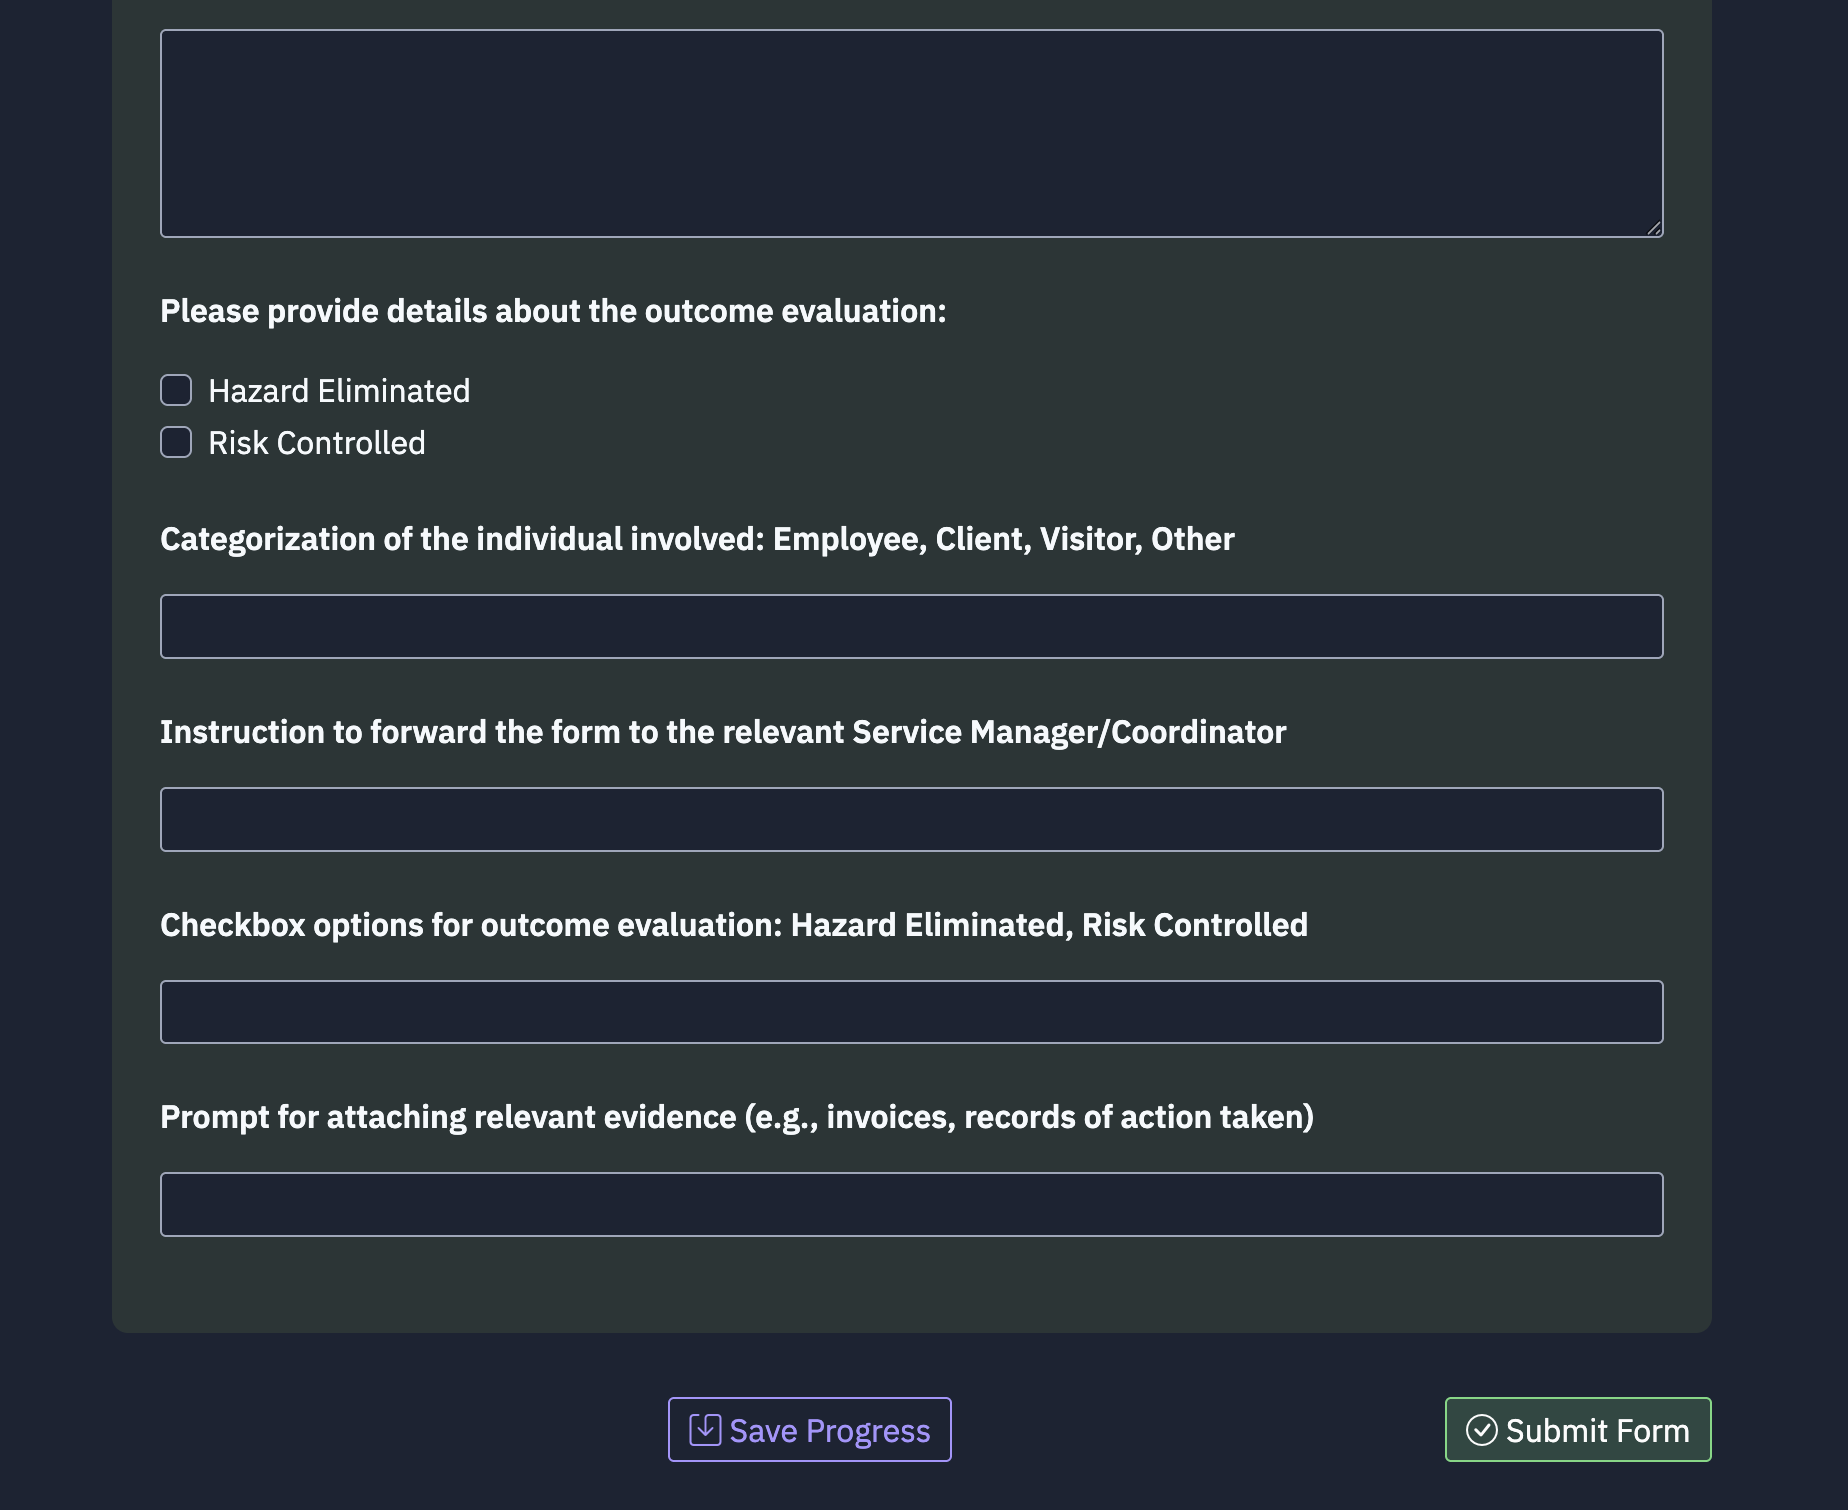 Please provide details about the outcome evaluation:
Hazard Eliminated
Risk Controlled
Categorization of the individual involved: Employee, Client, Visitor, Other
Instruction to forward the form to the relevant Service Manager/Coordinator
Checkbox options for outcome evaluation: Hazard Eliminated, Risk Controlled
Prompt for attaching relevant evidence (e.g., invoices, records of action taken)
Save Progress
Submit Form